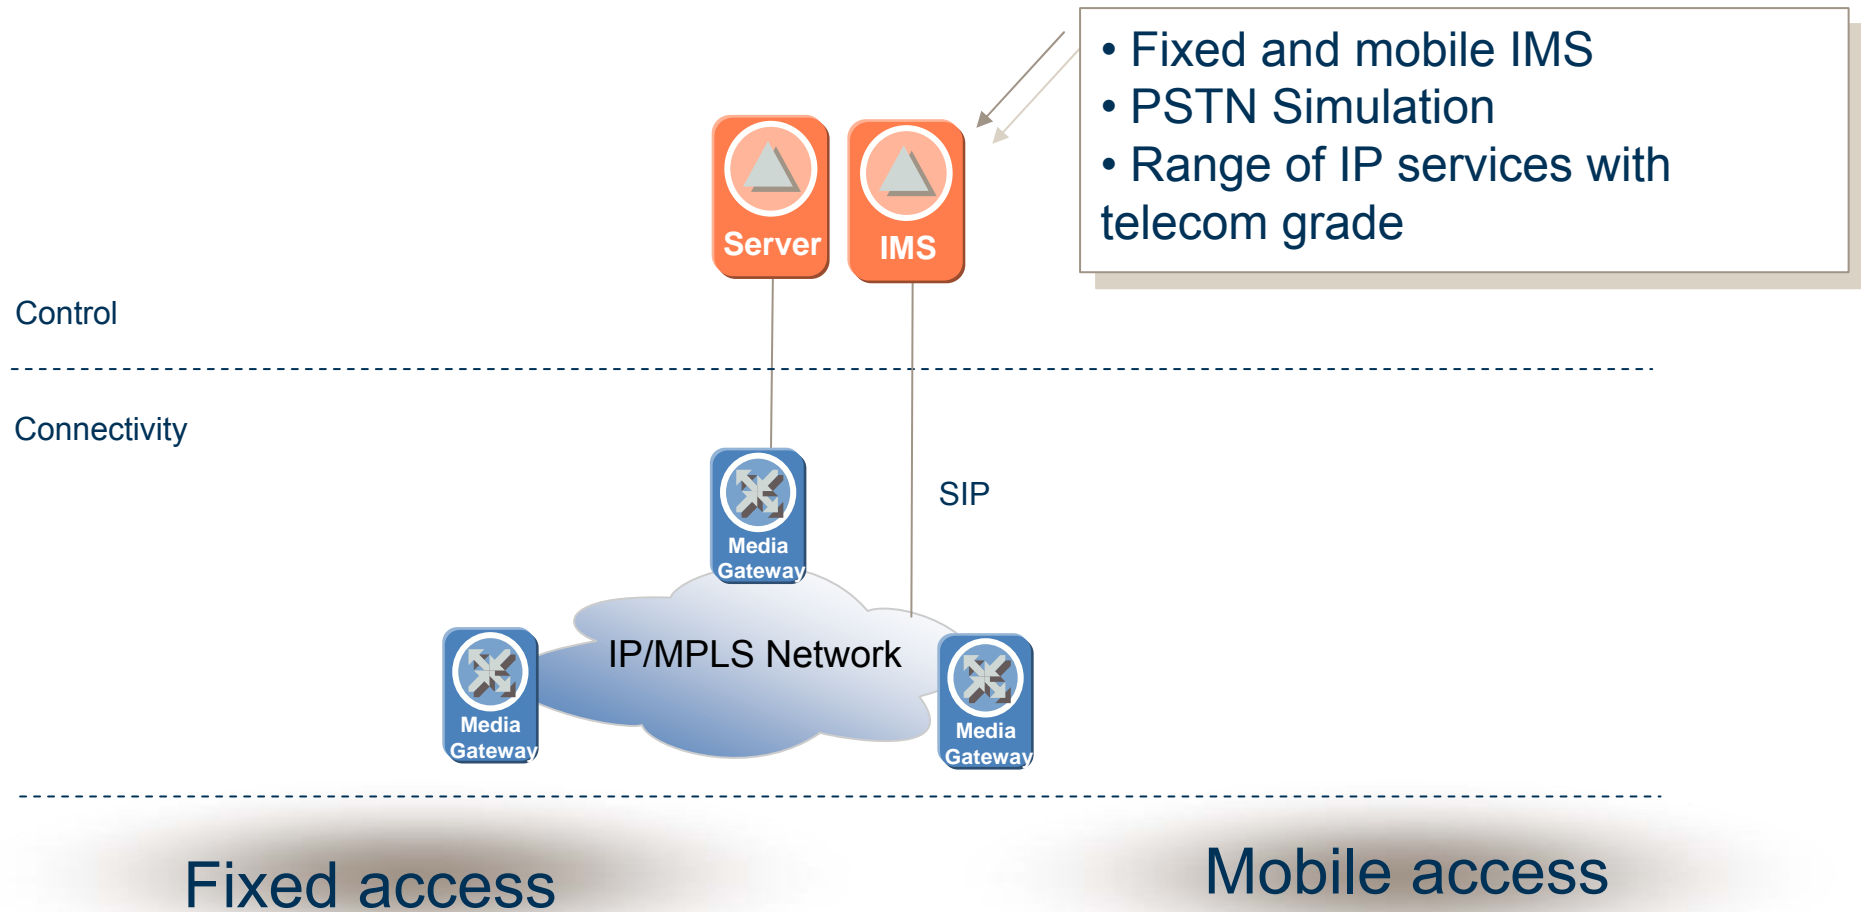 • Fixed and mobile IMS
• PSTN Simulation
• Range of IP services with
telecom grade
Server
IMS
Control
Connectivity
SIP
Media
Gateway
IP/MPLS Network
Media
Gateway
Media
Gateway
Fixed access
Mobile access